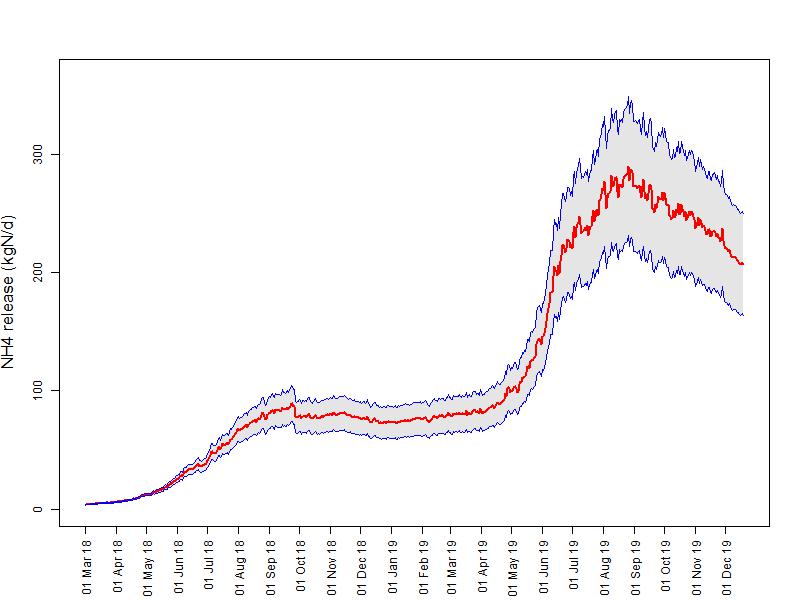 NH4 release (kgN/d)
300
200
100
0
01 Mar 18
01 Apr 18
01 May 18
01 Jun 18
01 Jul 18
01 Aug 18
01 Sep 18
01 Oct 18
01 Nov 18
01 Dec 18
01 Jan 19
01 Feb 19
01 Mar 19
01 Apr 19
01 May 19
01 Jun 19
01 Jul 19
01 Aug 19
01 Sep 19
01 Oct 19
01 Nov 19
01 Dec 19